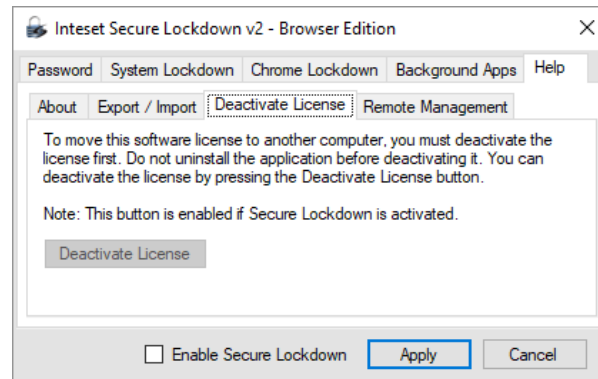 Inteset Secure Lockdown v2 - Browser Edition
Password System Lockdown Chrome Lockdown Background Apps Help
About Export / Import Deactivate License Remote Management
To move this software license to another computer, you must deactivate the
license first. Do not uninstall the application before deactivating it. You can
deactivate the license by pressing the Deactivate License button.
Note: This button is enabled if Secure Lockdown is activated.
Deactivate License
Enable Secure Lockdown Apply Cancel